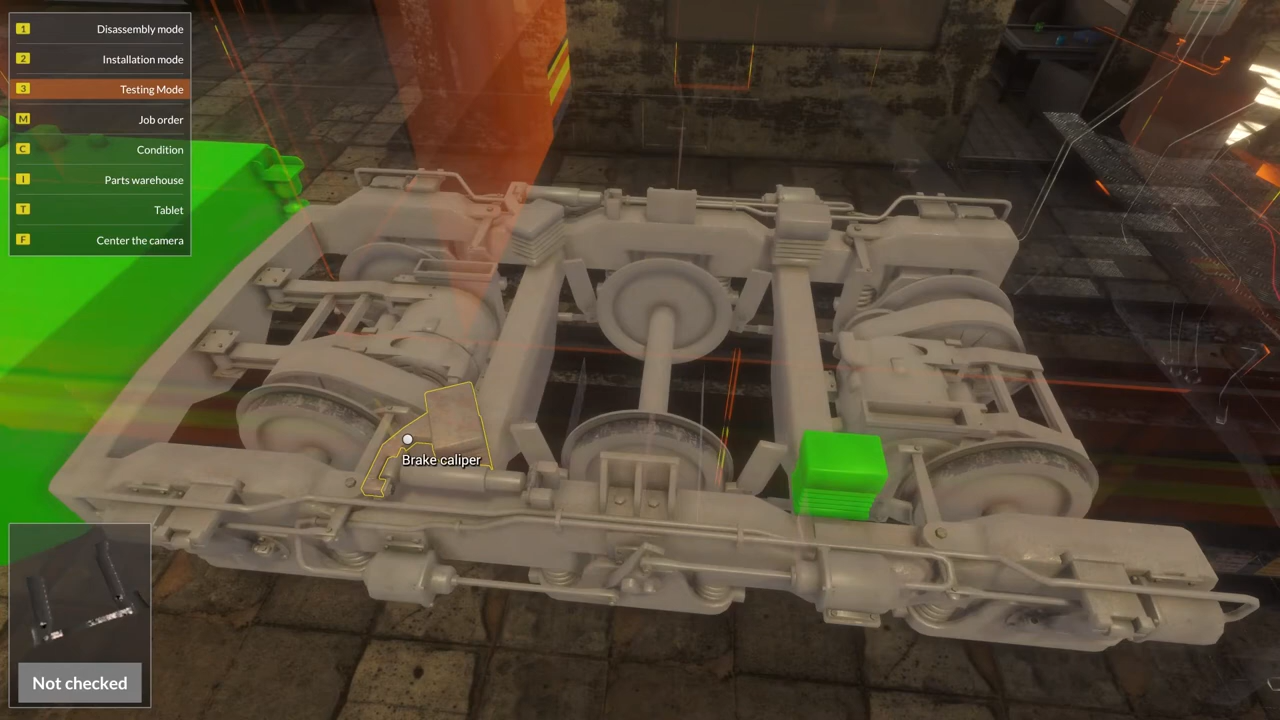 1 Disassembly mode
2 Installation mode
3 Testing Mode
M Job order
C Condition
I Parts warehouse
T Tablet
F Center the camera
Brake caliper
Not checked